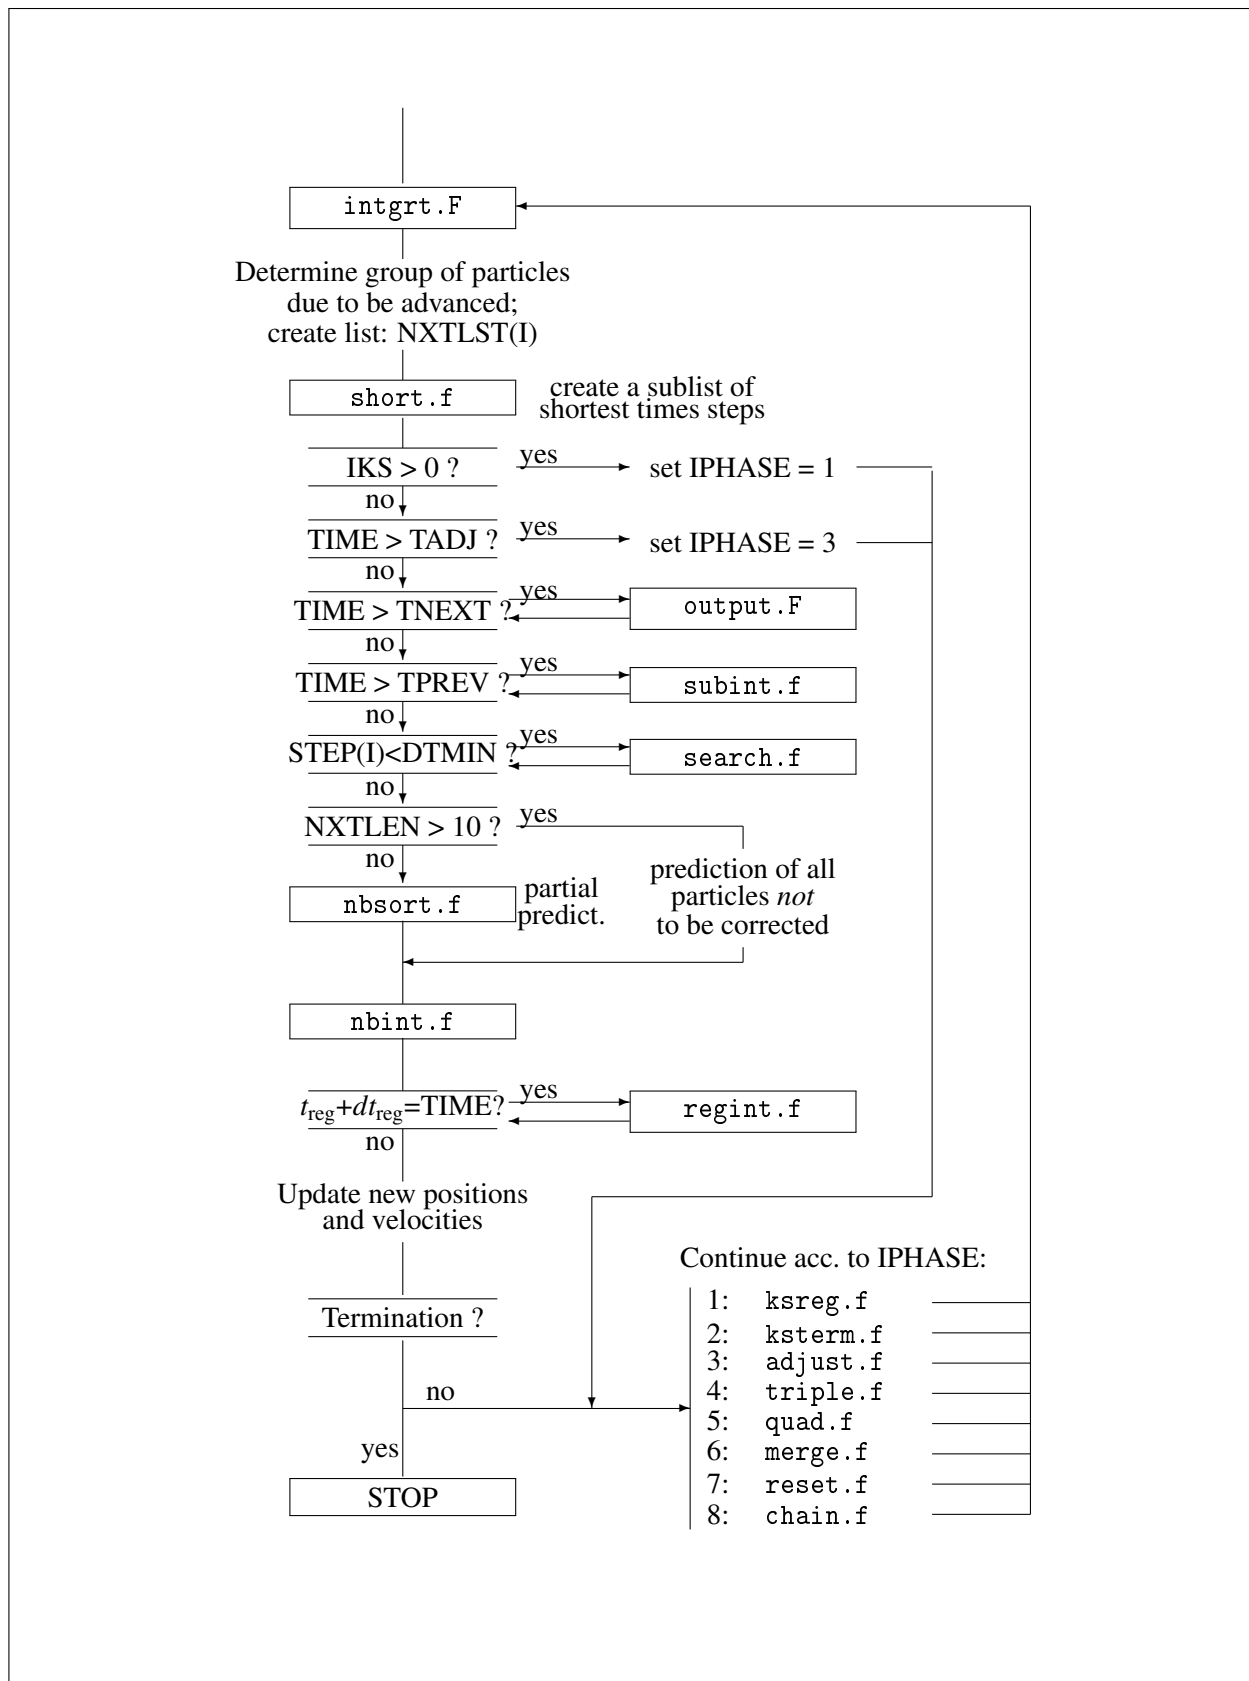 intgrt.F
Determine group of particles
due to be advanced;
create list: NXTLST(I)
short.f
create a sublist of
shortest times steps
IKS > 0 ?
yes
set IPHASE = 1
no
TIME > TADJ ?
yes
set IPHASE = 3
no
TIME > TNEXT ?
yes
output.F
no
TIME > TPREV ?
yes
subint.f
no
STEP(I)<DTMIN ?
yes
search.f
no
NXTLEN > 10 ?
yes
no
nbsort.f
partial
predict.
prediction of all
particles not
to be corrected
nbint.f
t_reg+dt_reg=TIME?
yes
regint.f
no
Update new positions
and velocities
Termination ?
no
yes
STOP
Continue acc. to IPHASE:
1: ksreg.f
2: ksterm.f
3: adjust.f
4: triple.f
5: quad.f
6: merge.f
7: reset.f
8: chain.f